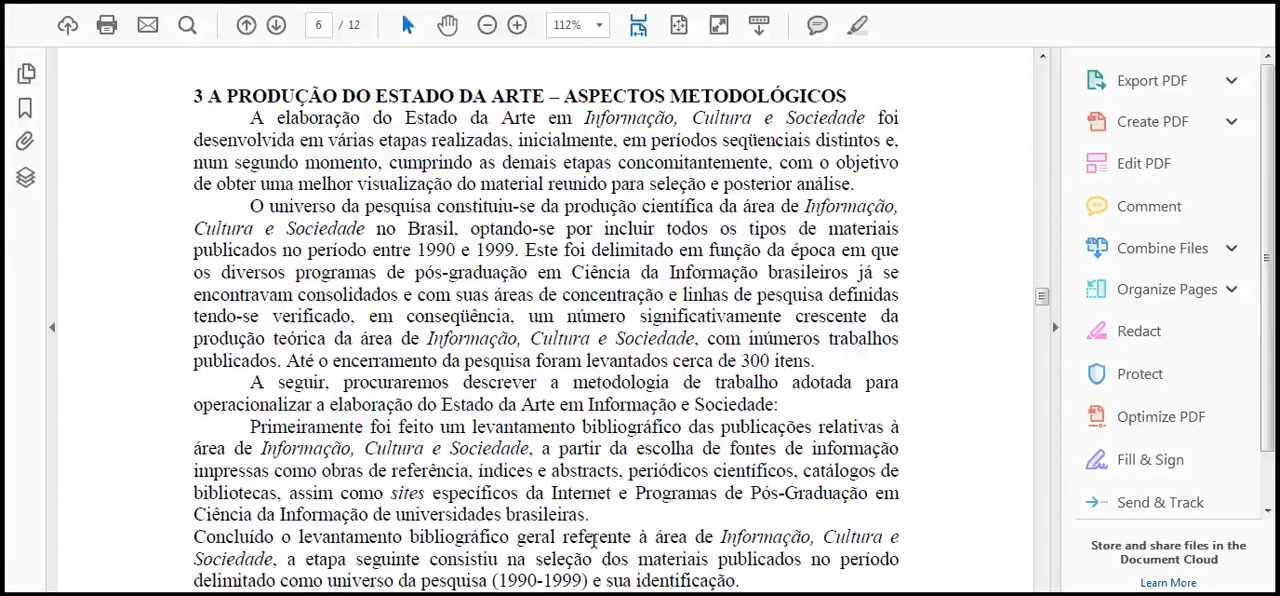 6 / 12
112%
3 A PRODUÇÃO DO ESTADO DA ARTE – ASPECTOS METODOLÓGICOS
A elaboração do Estado da Arte em Informação, Cultura e Sociedade foi
desenvolvida em várias etapas realizadas, inicialmente, em períodos seqüenciais distintos e,
num segundo momento, cumprindo as demais etapas concomitantemente, com o objetivo
de obter uma melhor visualização do material reunido para seleção e posterior análise.
O universo da pesquisa constituiu-se da produção científica da área de Informação,
Cultura e Sociedade no Brasil, optando-se por incluir todos os tipos de materiais
publicados no período entre 1990 e 1999. Este foi delimitado em função da época em que
os diversos programas de pós-graduação em Ciência da Informação brasileiros já se
encontravam consolidados e com suas áreas de concentração e linhas de pesquisa definidas
tendo-se verificado, em conseqüência, um número significativamente crescente da
produção teórica da área de Informação, Cultura e Sociedade, com inúmeros trabalhos
publicados. Até o encerramento da pesquisa foram levantados cerca de 300 itens.
A seguir, procuraremos descrever a metodologia de trabalho adotada para
operacionalizar a elaboração do Estado da Arte em Informação e Sociedade:
Primeiramente foi feito um levantamento bibliográfico das publicações relativas à
área de Informação, Cultura e Sociedade, a partir da escolha de fontes de informação
impressas como obras de referência, índices e abstracts, periódicos científicos, catálogos de
bibliotecas, assim como sites específicos da Internet e Programas de Pós-Graduação em
Ciência da Informação de universidades brasileiras.
Concluído o levantamento bibliográfico geral referente à área de Informação, Cultura e
Sociedade, a etapa seguinte consistiu na seleção dos materiais publicados no período
delimitado como universo da pesquisa (1990-1999) e sua identificação.
Export PDF
Create PDF
Edit PDF
Comment
Combine Files
Organize Pages
Redact
Protect
Optimize PDF
Fill & Sign
Send & Track
Store and share files in the
Document Cloud
Learn More